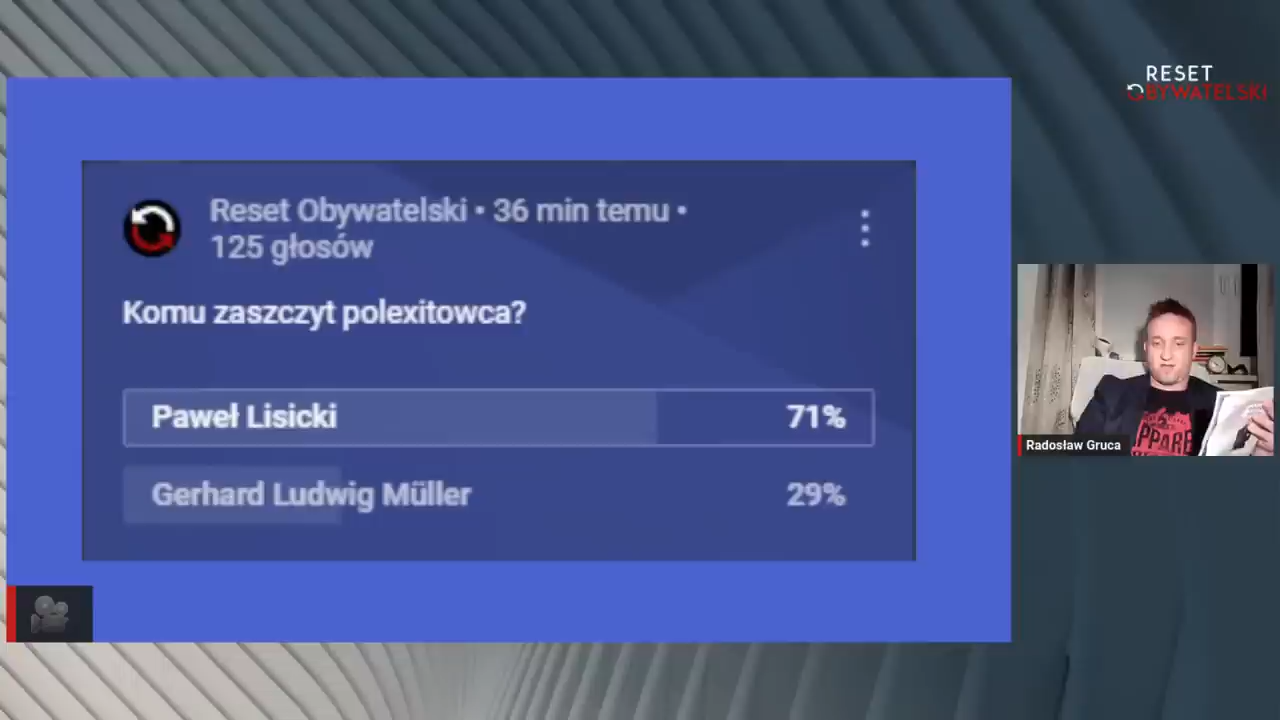 RESET
OBYWATELSKI
Reset Obywatelski • 36 min temu •
125 głosów
Komu zaszczyt polexitowca?
Paweł Lisicki 71%
Gerhard Ludwig Müller 29%
Radosław Gruca